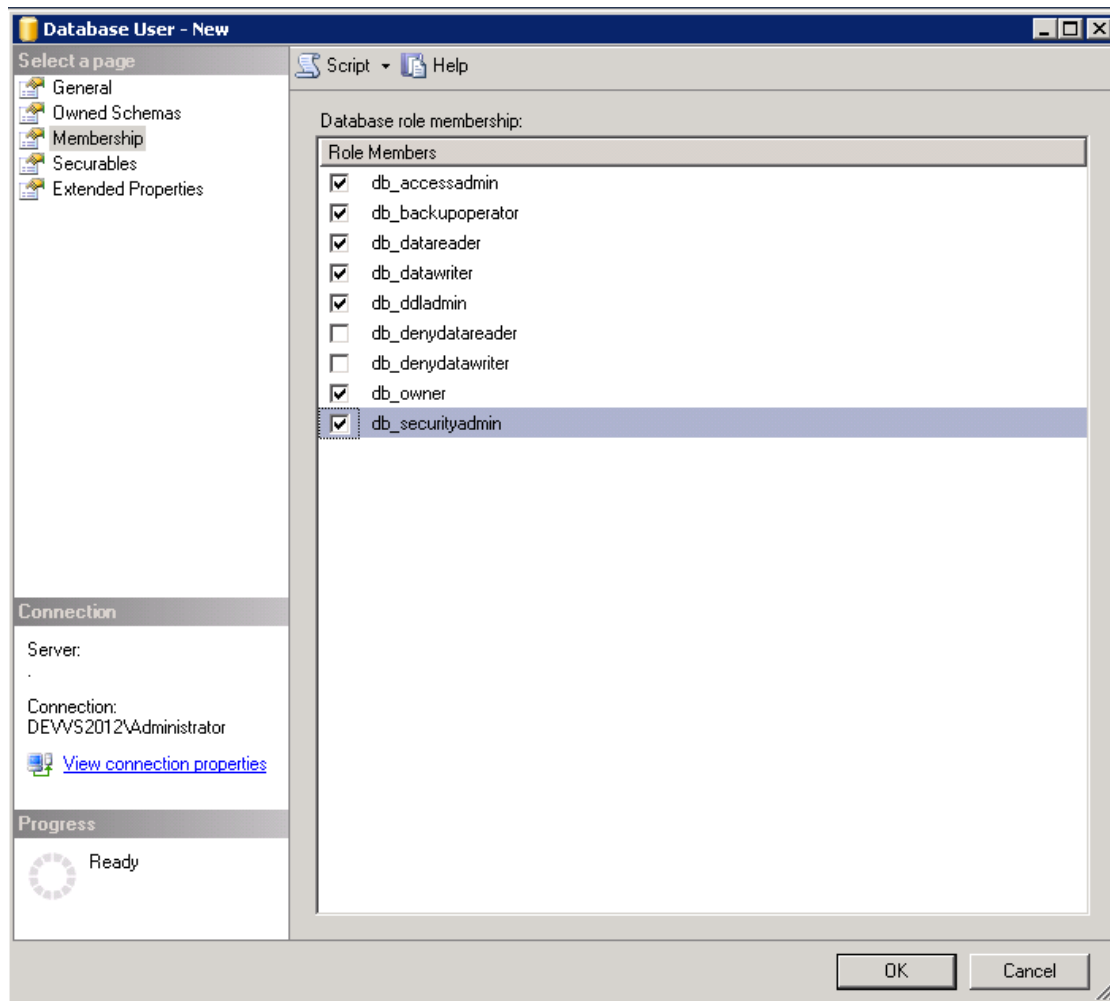 Database User - New
Select a page
General
Owned Schemas
Membership
Securables
Extended Properties
Script
Help
Database role membership:
Role Members
db_accessadmin
db_backupoperator
db_datareader
db_datawriter
db_ddladmin
db_denydatareader
db_denydatawriter
db_owner
db_securityadmin
Connection
Server:
.
Connection:
DEVVS2012\Administrator
View connection properties
Progress
Ready
OK
Cancel